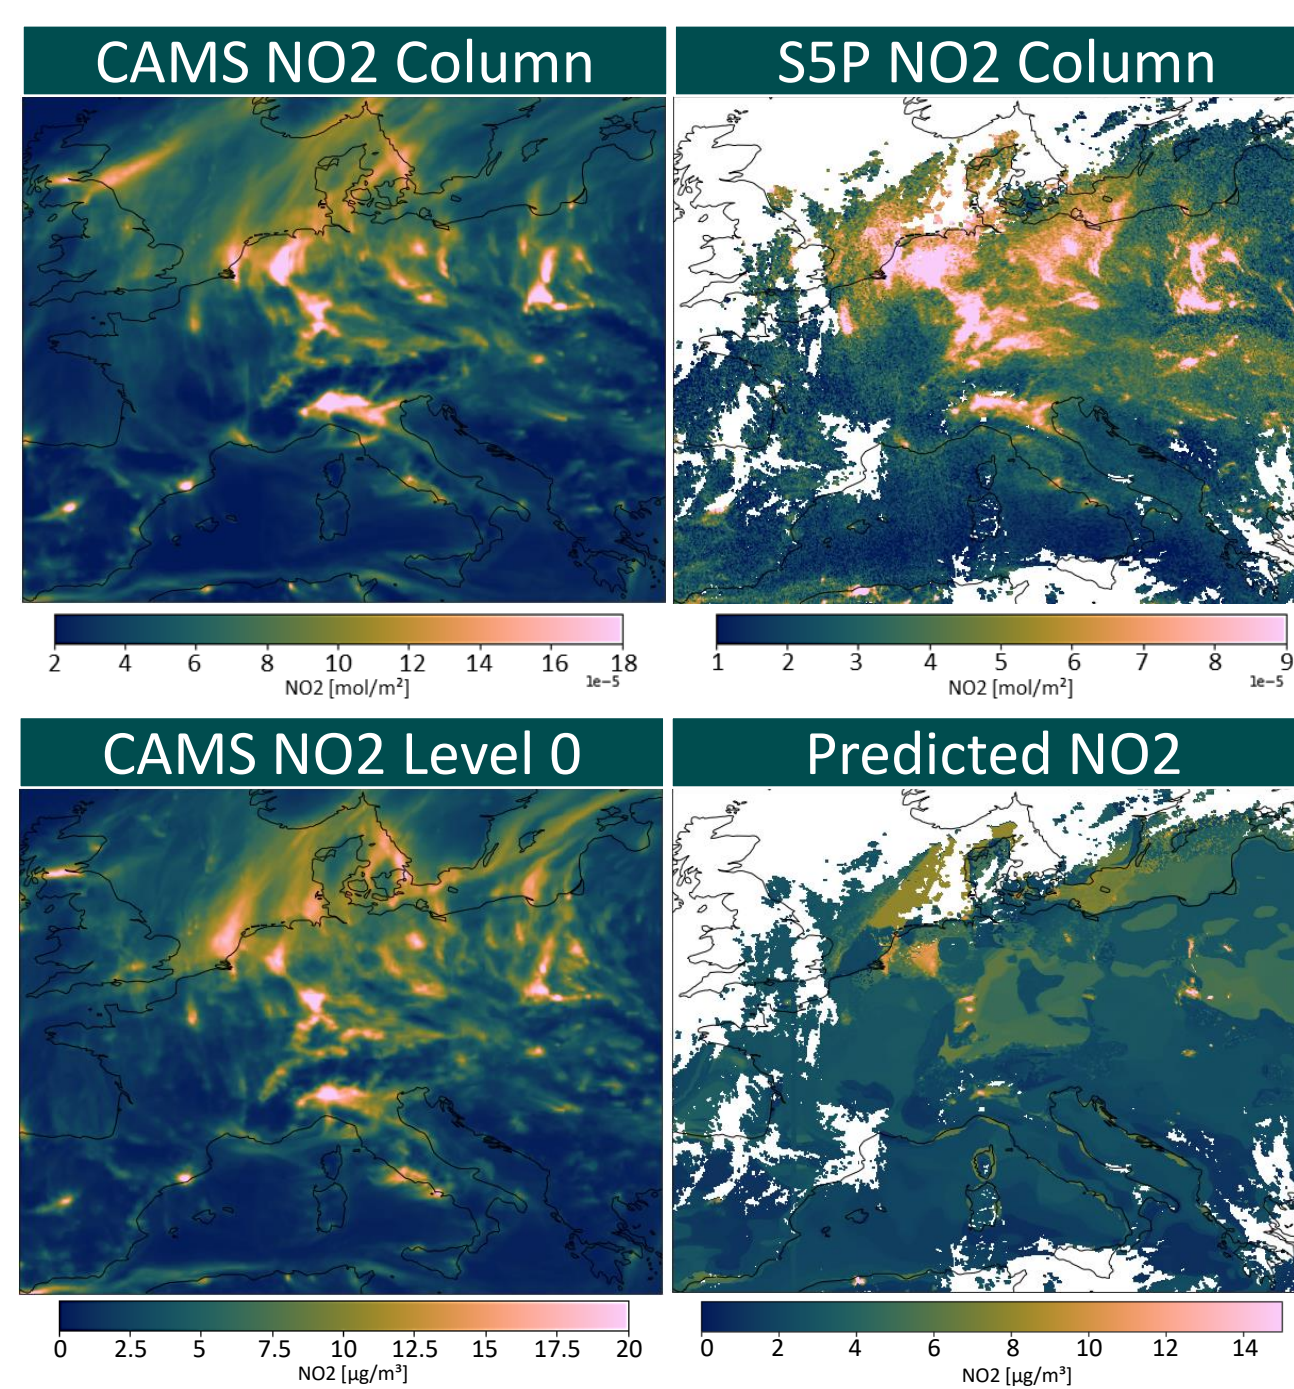 CAMS NO2 Column
S5P NO2 Column
2 4 6 8 10 12 14 16 18
NO2 [mol/m²]
1e−5
1 2 3 4 5 6 7 8 9
NO2 [mol/m²]
1e−5
CAMS NO2 Level 0
Predicted NO2
0 2.5 5 7.5 10 12.5 15 17.5 20
NO2 [µg/m³]
0 2 4 6 8 10 12 14
NO2 [µg/m³]